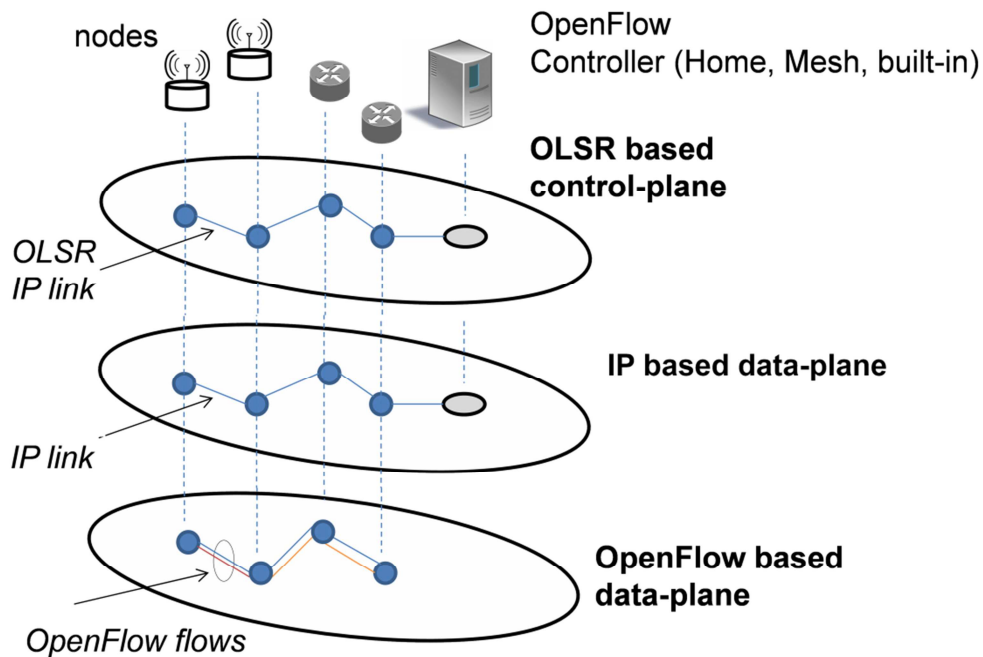 nodes
OpenFlow
Controller (Home, Mesh, built-in)
OLSR based
control-plane
OLSR
IP link
IP based data-plane
IP link
OpenFlow based
data-plane
OpenFlow flows